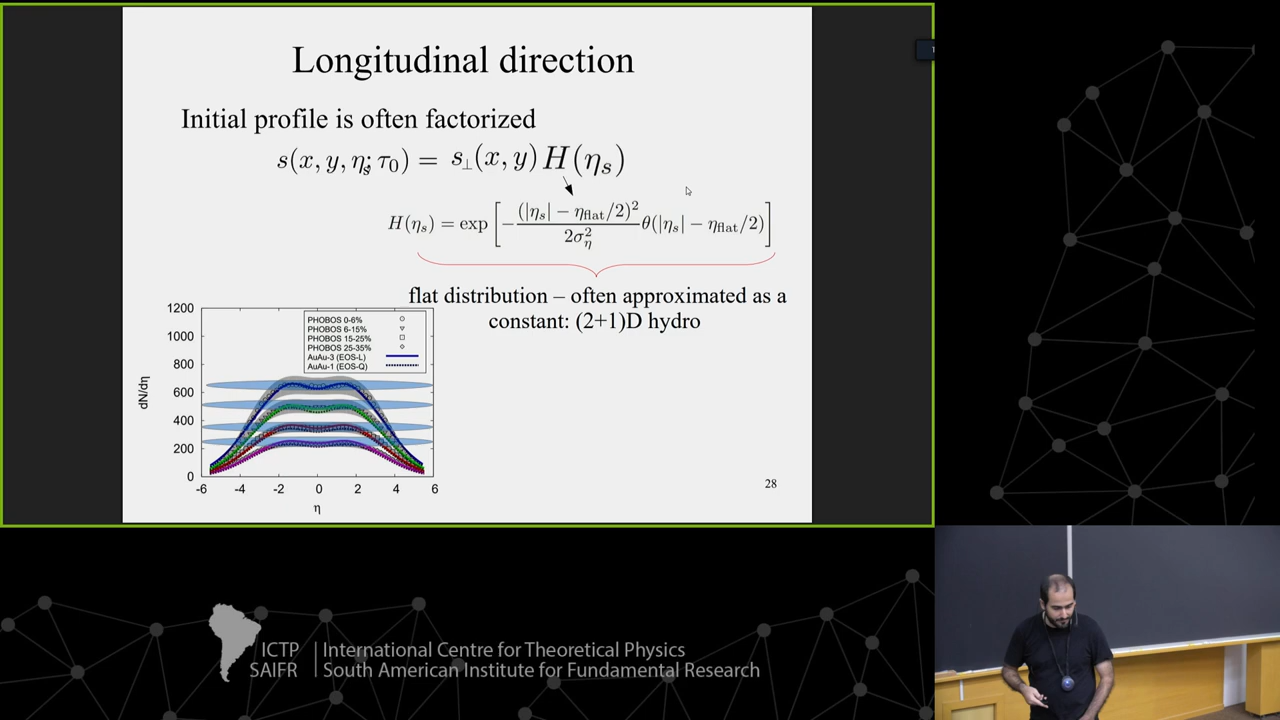 Longitudinal direction
Initial profile is often factorized
s(x, y, η_s; τ₀) = s_⊥(x, y) H(η_s)
H(η_s) = exp [ − (|η_s| − η_flat/2)² / 2σ_η² θ(|η_s| − η_flat/2) ]
flat distribution – often approximated as a
constant: (2+1)D hydro
1200
1000
800
600
400
200
0
dN/dη
PHOBOS 0-6%
PHOBOS 6-15%
PHOBOS 15-25%
PHOBOS 25-35%
AuAu-3 (EOS-L)
AuAu-1 (EOS-Q)
-6 -4 -2 0 2 4 6
η
28
ICTP
SAIFR
International Centre for Theoretical Physics
South American Institute for Fundamental Research